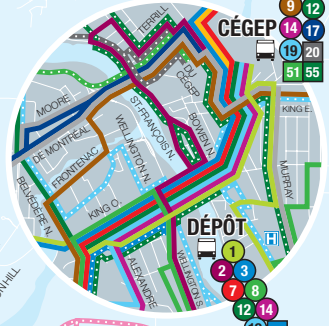 9 12
CÉGEP 14 17
19 20
51 55
TERRILL
DU
CÉGEP
MOORE
DE MONTRÉAL
ST-FRANÇOIS N.
BOWEN N.
KING E.
FRONTENAC
WELLINGTON N.
MURRAY
BELVÉDÈRE N.
KING O.
DÉPÔT
1
H
2 3
7 8
12 14
ALEXANDRE
WELLINGTON S.